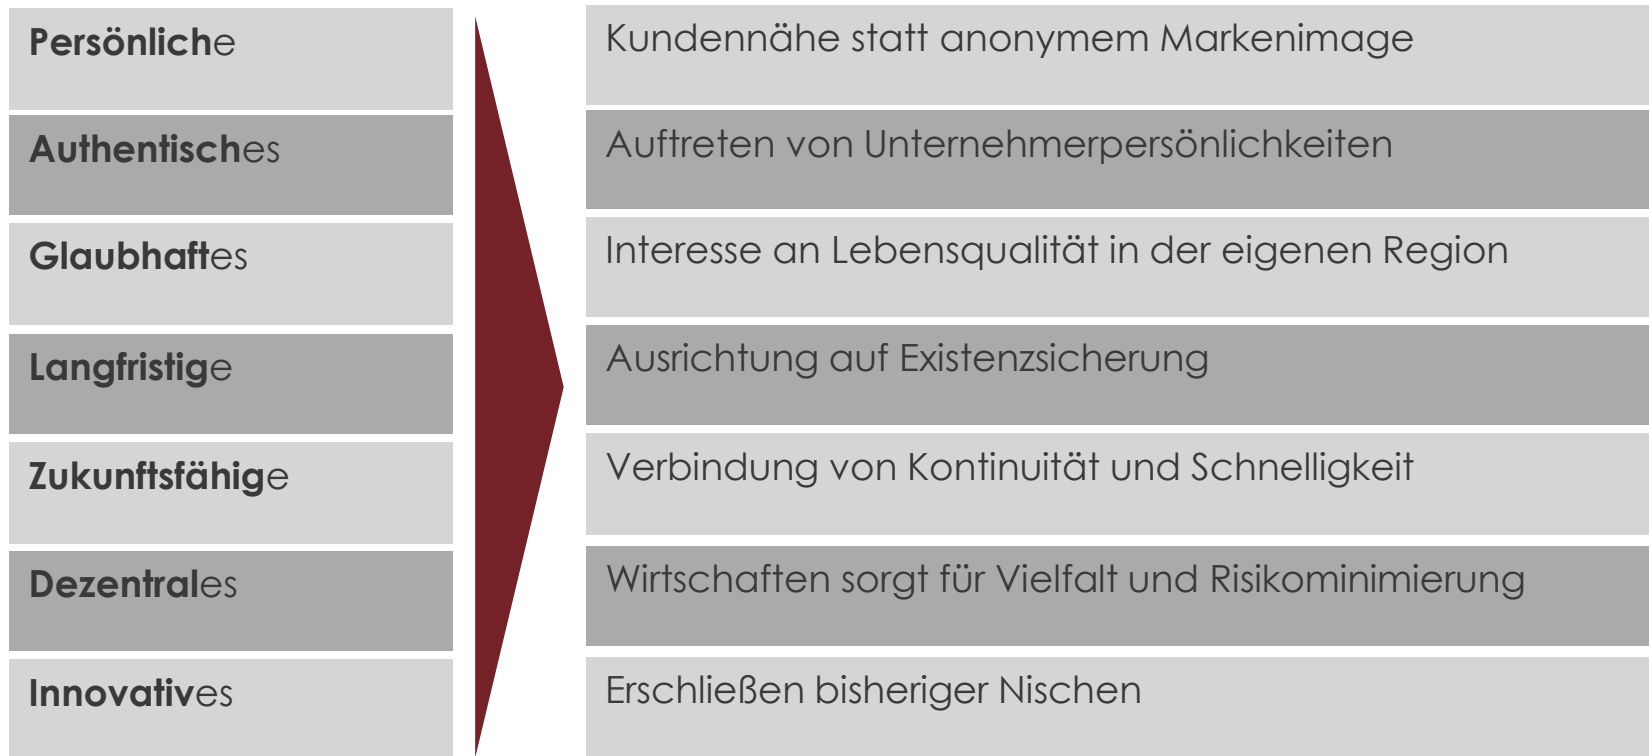 Persönliche Kundennähe statt anonymem Markenimage
Authentisches Auftreten von Unternehmerpersönlichkeiten
Glaubhaftes Interesse an Lebensqualität in der eigenen Region
Langfristige Ausrichtung auf Existenzsicherung
Zukunftsfähige Verbindung von Kontinuität und Schnelligkeit
Dezentrales Wirtschaften sorgt für Vielfalt und Risikominimierung
Innovatives Erschließen bisheriger Nischen